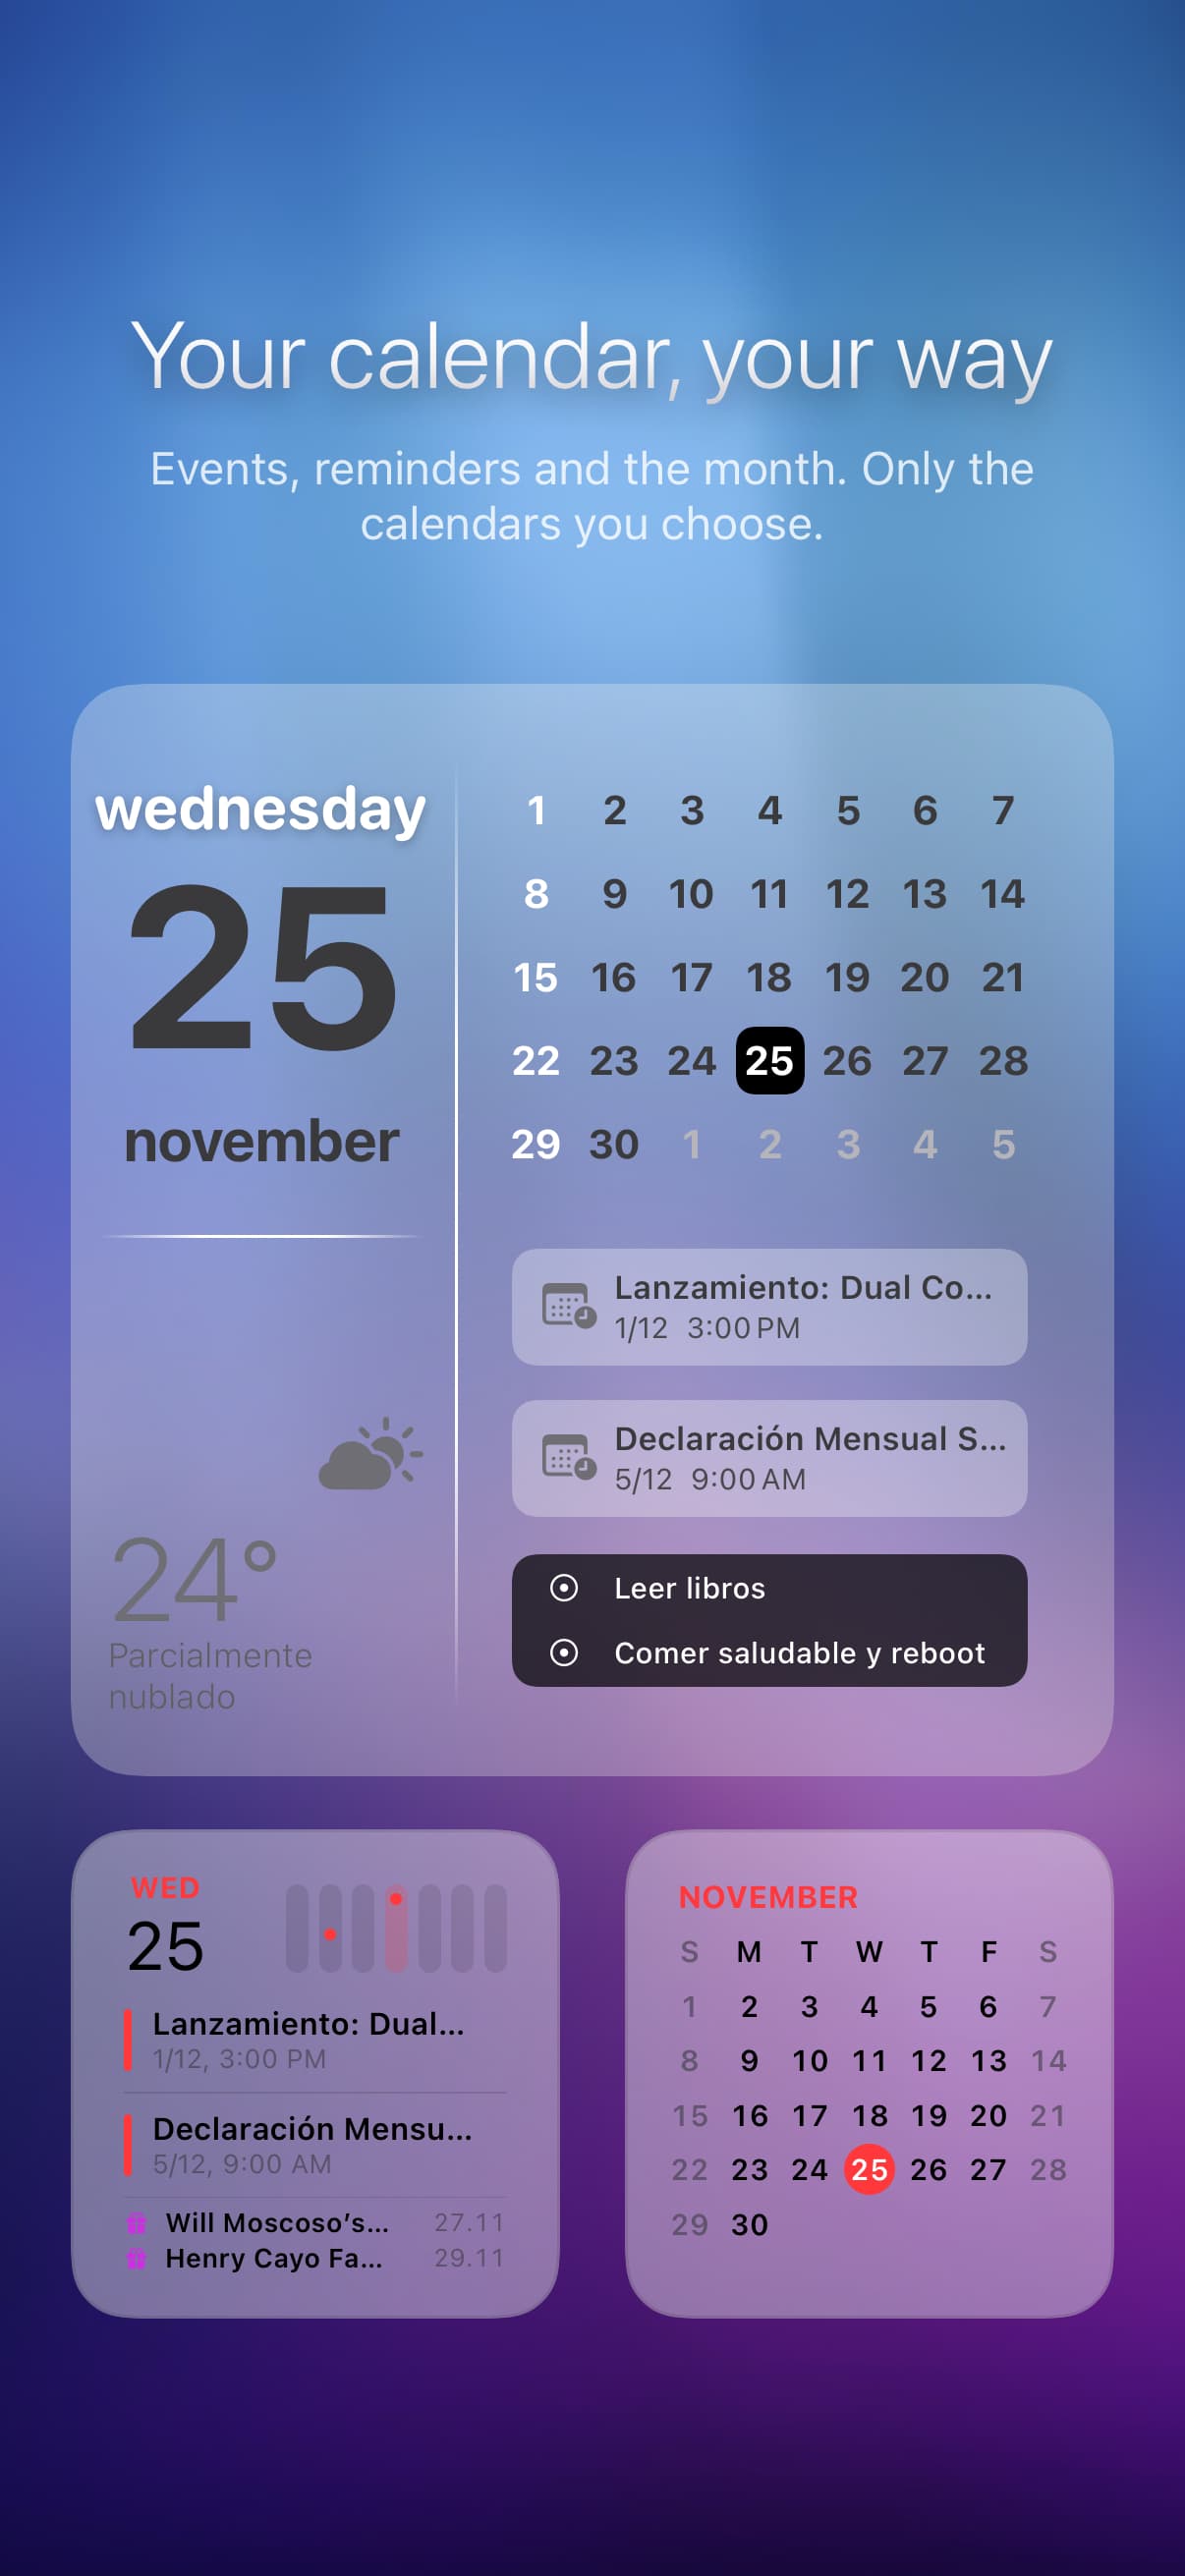 Your calendar, your way
Events, reminders and the month. Only the
calendars you choose.
wednesday
25
november
24°
Parcialmente
nublado
1 2 3 4 5 6 7
8 9 10 11 12 13 14
15 16 17 18 19 20 21
22 23 24 25 26 27 28
29 30 1 2 3 4 5
Lanzamiento: Dual Co...
1/12 3:00 PM
Declaración Mensual S...
5/12 9:00 AM
Leer libros
Comer saludable y reboot
WED
25
Lanzamiento: Dual...
1/12, 3:00 PM
Declaración Mensu...
5/12, 9:00 AM
Will Moscoso’s... 27.11
Henry Cayo Fa... 29.11
NOVEMBER
S M T W T F S
1 2 3 4 5 6 7
8 9 10 11 12 13 14
15 16 17 18 19 20 21
22 23 24 25 26 27 28
29 30